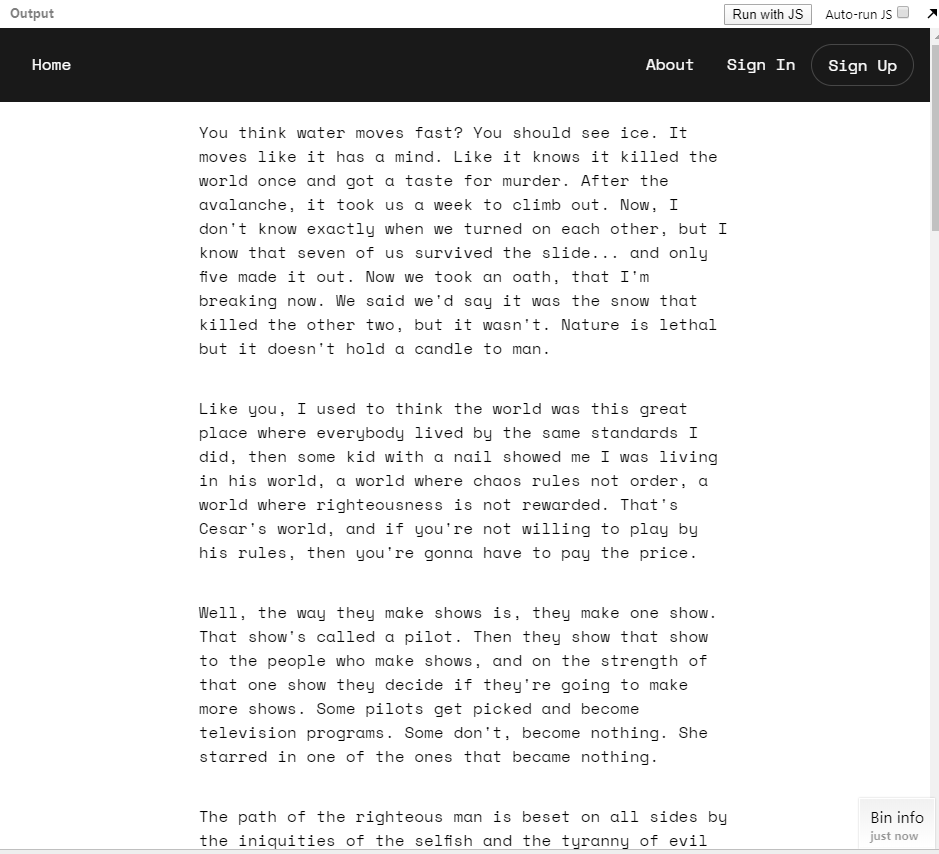 Output
Run with JS
Auto-run JS
Home
About
Sign In
Sign Up
You think water moves fast? You should see ice. It
moves like it has a mind. Like it knows it killed the
world once and got a taste for murder. After the
avalanche, it took us a week to climb out. Now, I
don't know exactly when we turned on each other, but I
know that seven of us survived the slide... and only
five made it out. Now we took an oath, that I'm
breaking now. We said we'd say it was the snow that
killed the other two, but it wasn't. Nature is lethal
but it doesn't hold a candle to man.
Like you, I used to think the world was this great
place where everybody lived by the same standards I
did, then some kid with a nail showed me I was living
in his world, a world where chaos rules not order, a
world where righteousness is not rewarded. That's
Cesar's world, and if you're not willing to play by
his rules, then you're gonna have to pay the price.
Well, the way they make shows is, they make one show.
That show's called a pilot. Then they show that show
to the people who make shows, and on the strength of
that one show they decide if they're going to make
more shows. Some pilots get picked and become
television programs. Some don't, become nothing. She
starred in one of the ones that became nothing.
The path of the righteous man is beset on all sides by
the iniquities of the selfish and the tyranny of evil
Bin info
just now